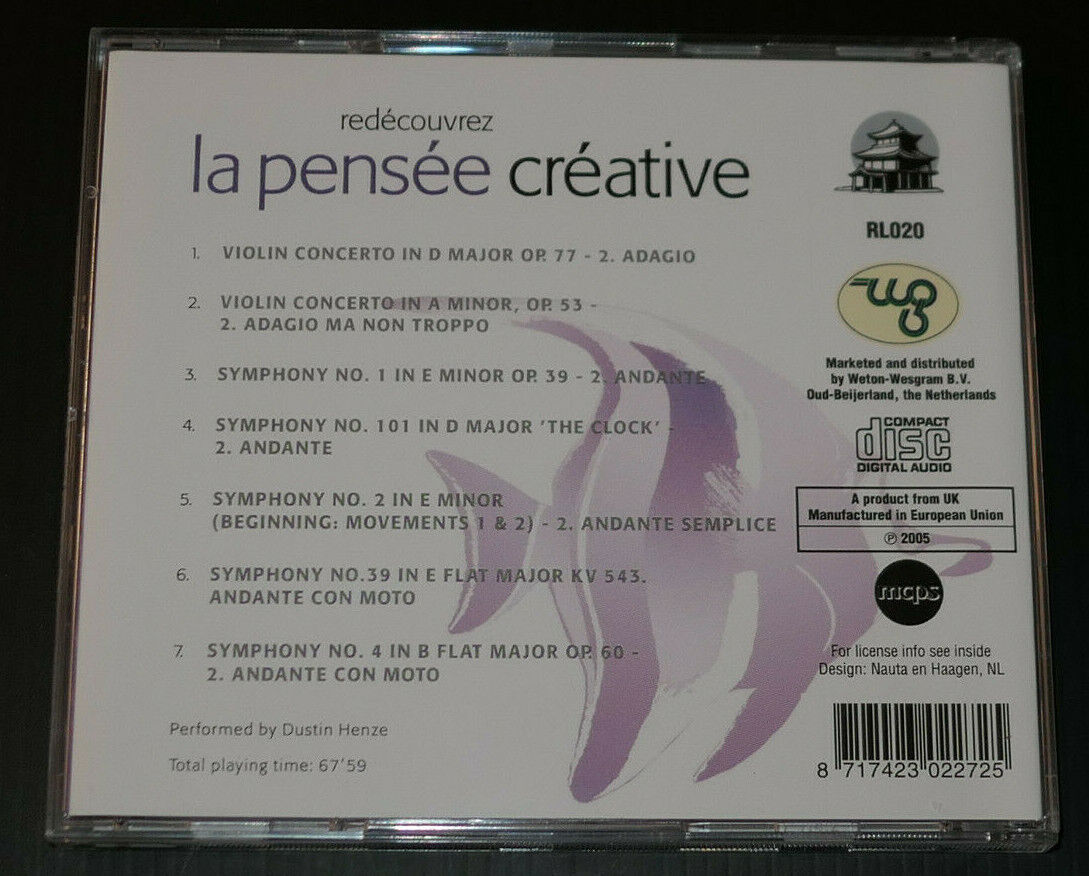 redécouvrez
la pensée créative
1. VIOLIN CONCERTO IN D MAJOR OP. 77 - 2. ADAGIO
2. VIOLIN CONCERTO IN A MINOR, OP. 53 -
2. ADAGIO MA NON TROPPO
3. SYMPHONY NO. 1 IN E MINOR OP. 39 - 2. ANDANTE
4. SYMPHONY NO. 101 IN D MAJOR 'THE CLOCK' -
2. ANDANTE
5. SYMPHONY NO. 2 IN E MINOR
(BEGINNING: MOVEMENTS 1 & 2) - 2. ANDANTE SEMPLICE
6. SYMPHONY NO.39 IN E FLAT MAJOR KV 543.
ANDANTE CON MOTO
7. SYMPHONY NO. 4 IN B FLAT MAJOR OP. 60 -
2. ANDANTE CON MOTO
Performed by Dustin Henze
Total playing time: 67'59
RL020
wg
Marketed and distributed
by Weton-Wesgram B.V.
Oud-Beijerland, the Netherlands
COMPACT
disc
DIGITAL AUDIO
A product from UK
Manufactured in European Union
℗ 2005
mcps
For license info see inside
Design: Nauta en Haagen, NL
8 717423 022725